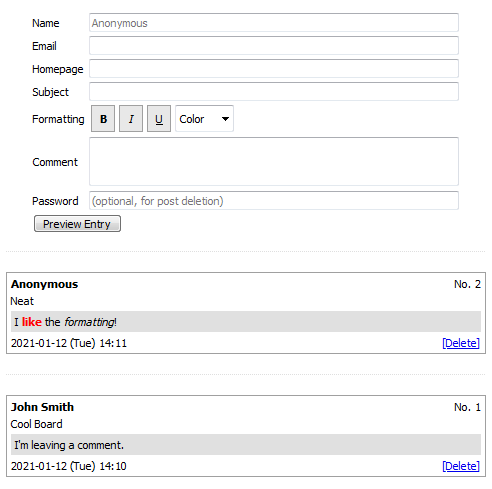 Name Anonymous
Email
Homepage
Subject
Formatting B I U Color
Comment
Password (optional, for post deletion)
Preview Entry
Anonymous No. 2
Neat
I like the formatting!
2021-01-12 (Tue) 14:11 [Delete]
John Smith No. 1
Cool Board
I'm leaving a comment.
2021-01-12 (Tue) 14:10 [Delete]